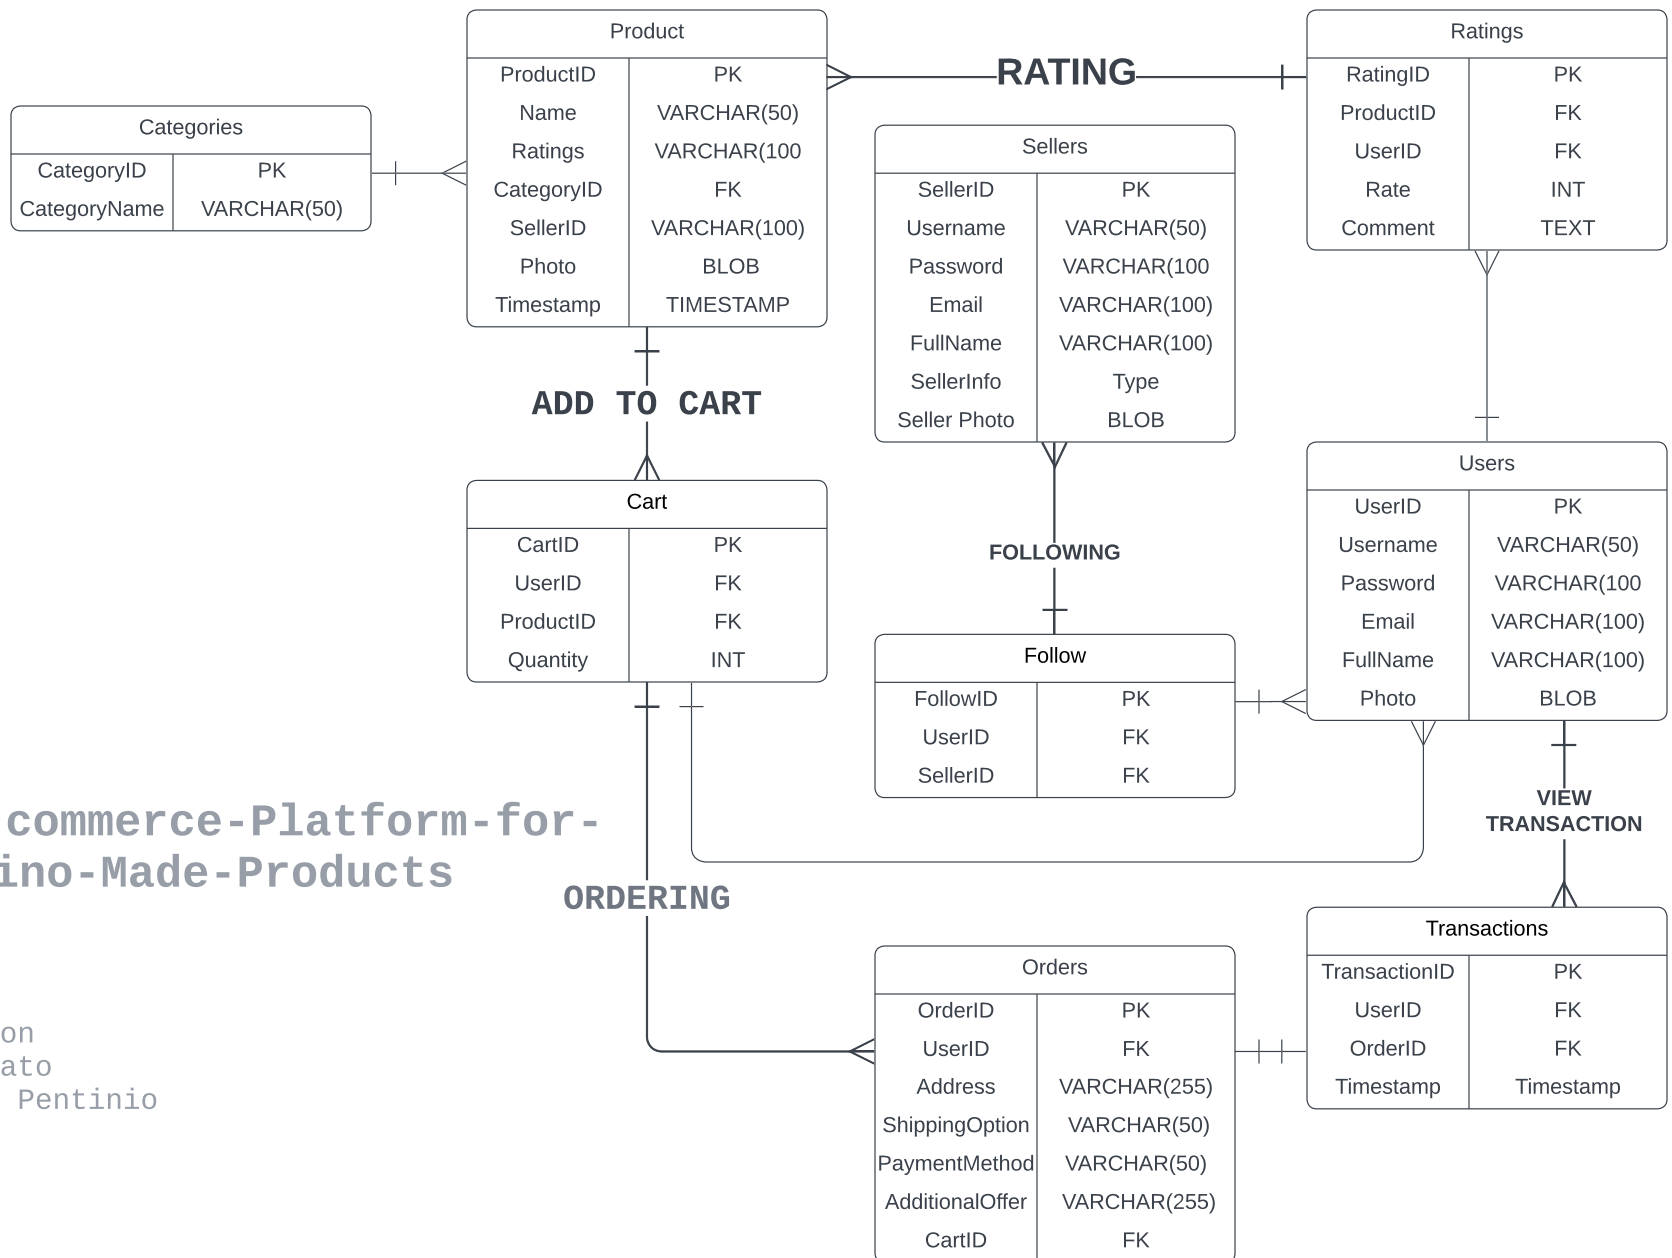 Product
ProductID PK
Name VARCHAR(50)
Ratings VARCHAR(100
CategoryID FK
SellerID VARCHAR(100)
Photo BLOB
Timestamp TIMESTAMP
RATING
Ratings
RatingID PK
ProductID FK
UserID FK
Rate INT
Comment TEXT
Categories
CategoryID PK
CategoryName VARCHAR(50)
Sellers
SellerID PK
Username VARCHAR(50)
Password VARCHAR(100
Email VARCHAR(100)
FullName VARCHAR(100)
SellerInfo Type
Seller Photo BLOB
ADD TO CART
Cart
CartID PK
UserID FK
ProductID FK
Quantity INT
FOLLOWING
Follow
FollowID PK
UserID FK
SellerID FK
Users
UserID PK
Username VARCHAR(50)
Password VARCHAR(100
Email VARCHAR(100)
FullName VARCHAR(100)
Photo BLOB
VIEW
TRANSACTION
commerce-Platform-for-
ino-Made-Products
ORDERING
Transactions
TransactionID PK
UserID FK
OrderID FK
Timestamp Timestamp
Orders
OrderID PK
UserID FK
Address VARCHAR(255)
ShippingOption VARCHAR(50)
PaymentMethod VARCHAR(50)
AdditionalOffer VARCHAR(255)
CartID FK
on
ato
Pentinio